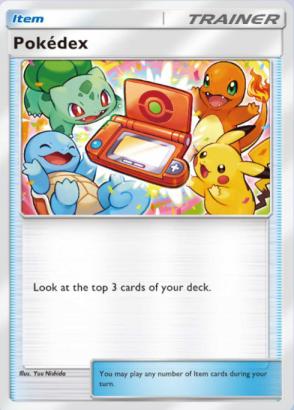 Item
TRAINER
Pokédex
Look at the top 3 cards of your deck.
Illus. Yuu Nishida
You may play any number of Item cards during your
turn.